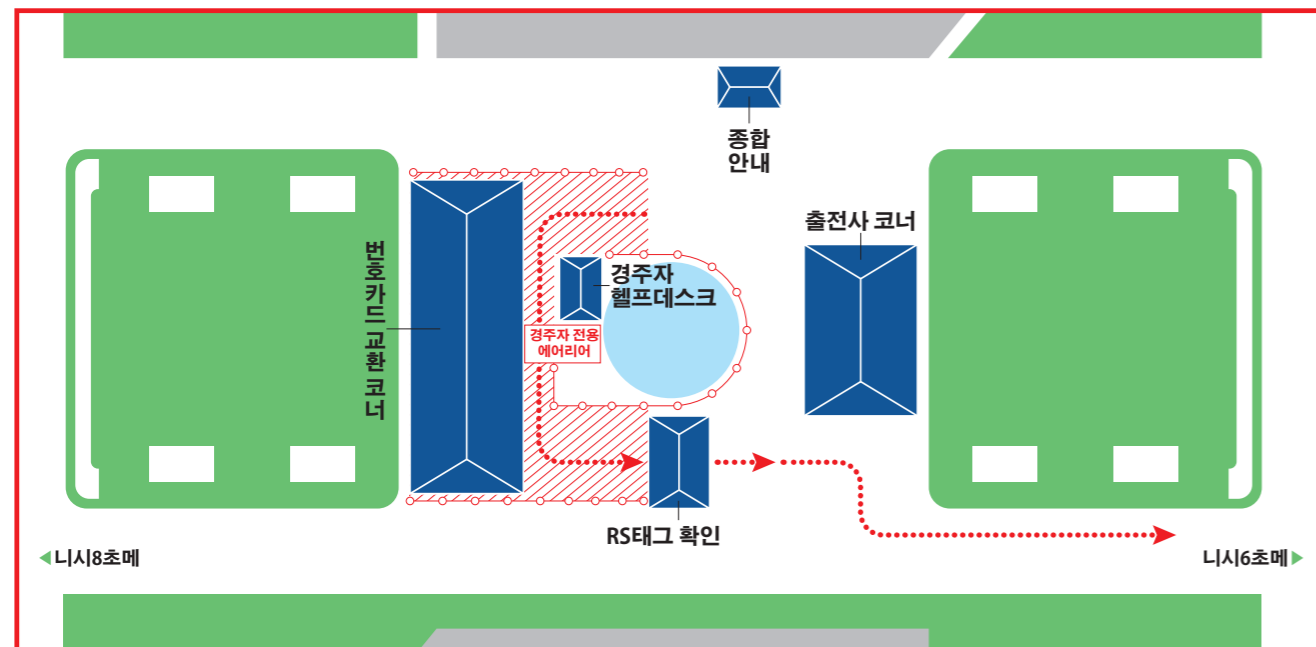 종합
안내
출전사 코너
번호카드 교환 코너
경주자
헬프데스크
경주자 전용
에어리어
RS태그 확인
니시8초메
니시6초메